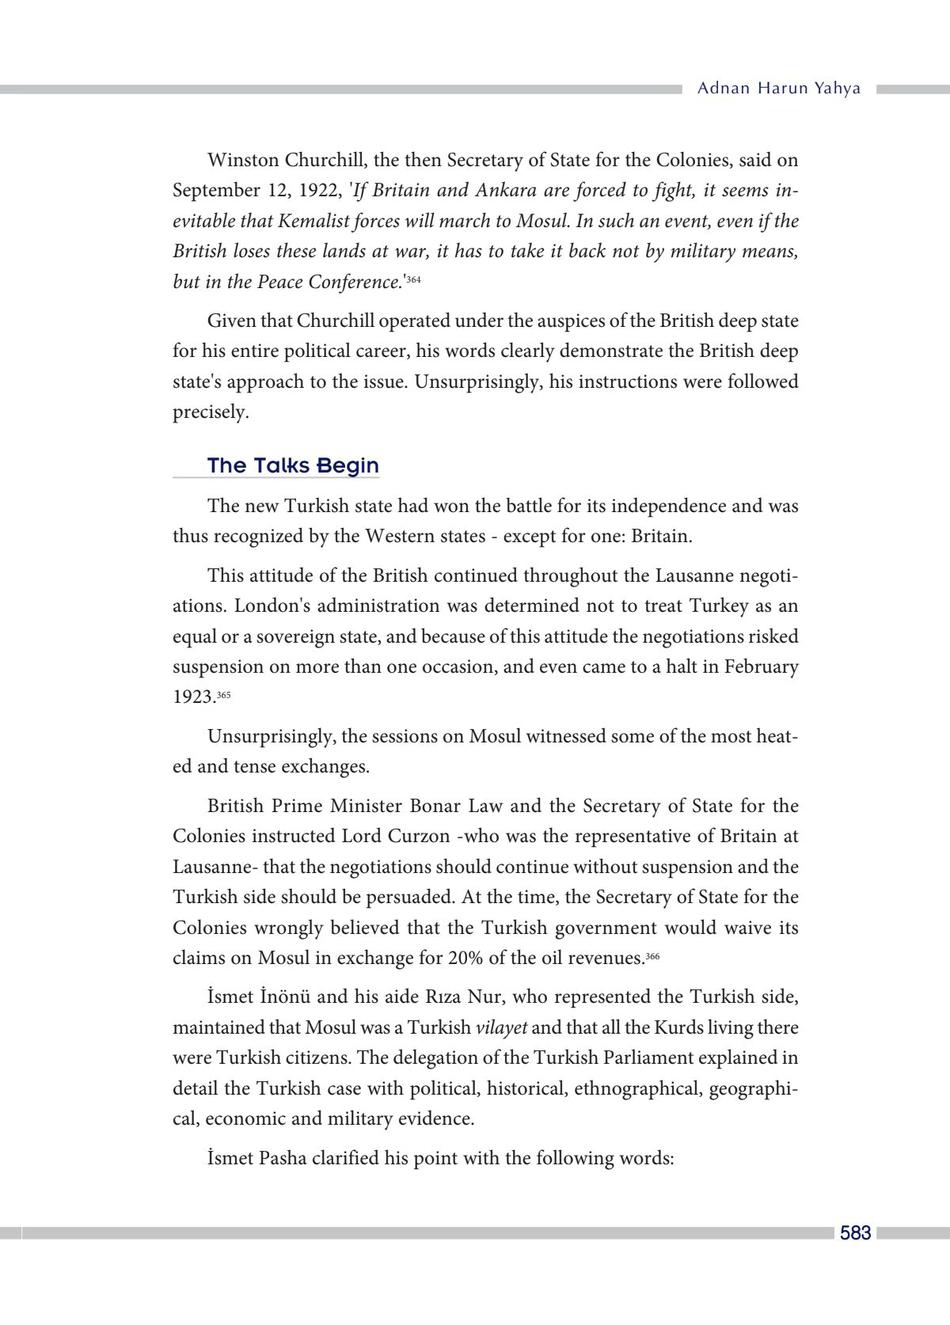 Adnan Harun Yahya
Winston Churchill, the then Secretary of State for the Colonies, said on
September 12, 1922, 'If Britain and Ankara are forced to fight, it seems in-
evitable that Kemalist forces will march to Mosul. In such an event, even if the
British loses these lands at war, it has to take it back not by military means,
but in the Peace Conference.'364
Given that Churchill operated under the auspices of the British deep state
for his entire political career, his words clearly demonstrate the British deep
state's approach to the issue. Unsurprisingly, his instructions were followed
precisely.
The Talks Begin
The new Turkish state had won the battle for its independence and was
thus recognized by the Western states - except for one: Britain.
This attitude of the British continued throughout the Lausanne negoti-
ations. London's administration was determined not to treat Turkey as an
equal or a sovereign state, and because of this attitude the negotiations risked
suspension on more than one occasion, and even came to a halt in February
1923.365
Unsurprisingly, the sessions on Mosul witnessed some of the most heat-
ed and tense exchanges.
British Prime Minister Bonar Law and the Secretary of State for the
Colonies instructed Lord Curzon -who was the representative of Britain at
Lausanne- that the negotiations should continue without suspension and the
Turkish side should be persuaded. At the time, the Secretary of State for the
Colonies wrongly believed that the Turkish government would waive its
claims on Mosul in exchange for 20% of the oil revenues.366
İsmet İnönü and his aide Rıza Nur, who represented the Turkish side,
maintained that Mosul was a Turkish vilayet and that all the Kurds living there
were Turkish citizens. The delegation of the Turkish Parliament explained in
detail the Turkish case with political, historical, ethnographical, geographi-
cal, economic and military evidence.
İsmet Pasha clarified his point with the following words:
583